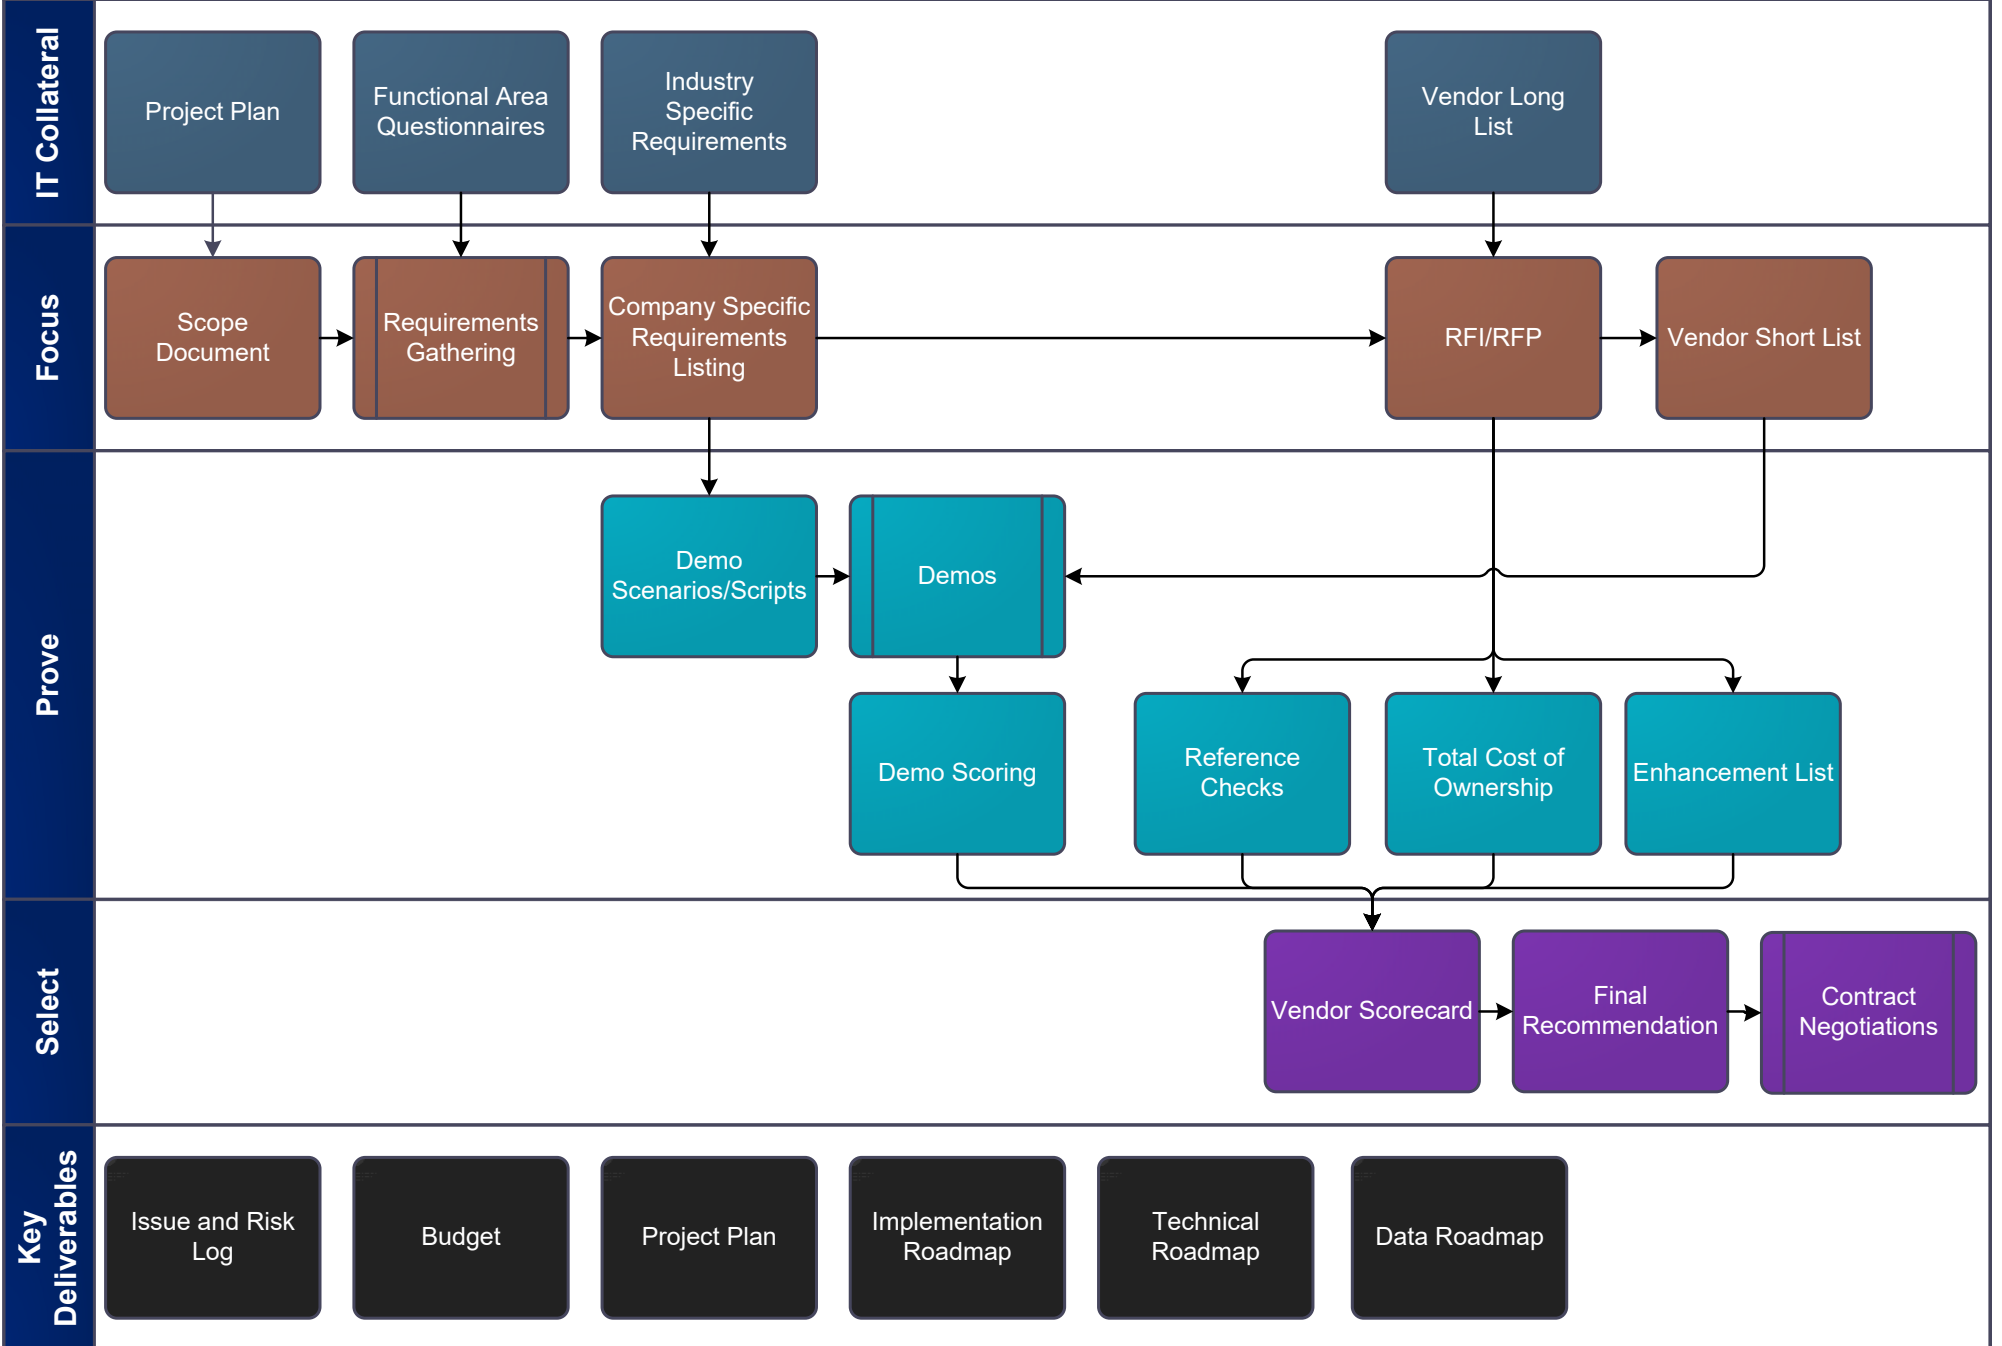 IT Collateral
Project Plan
Functional Area
Questionnaires
Industry
Specific
Requirements
Vendor Long
List
Focus
Scope
Document
Requirements
Gathering
Company Specific
Requirements
Listing
RFI/RFP
Vendor Short List
Prove
Demo
Scenarios/Scripts
Demos
Demo Scoring
Reference
Checks
Total Cost of
Ownership
Enhancement List
Select
Vendor Scorecard
Final
Recommendation
Contract
Negotiations
Key
Deliverables
Issue and Risk
Log
Budget
Project Plan
Implementation
Roadmap
Technical
Roadmap
Data Roadmap